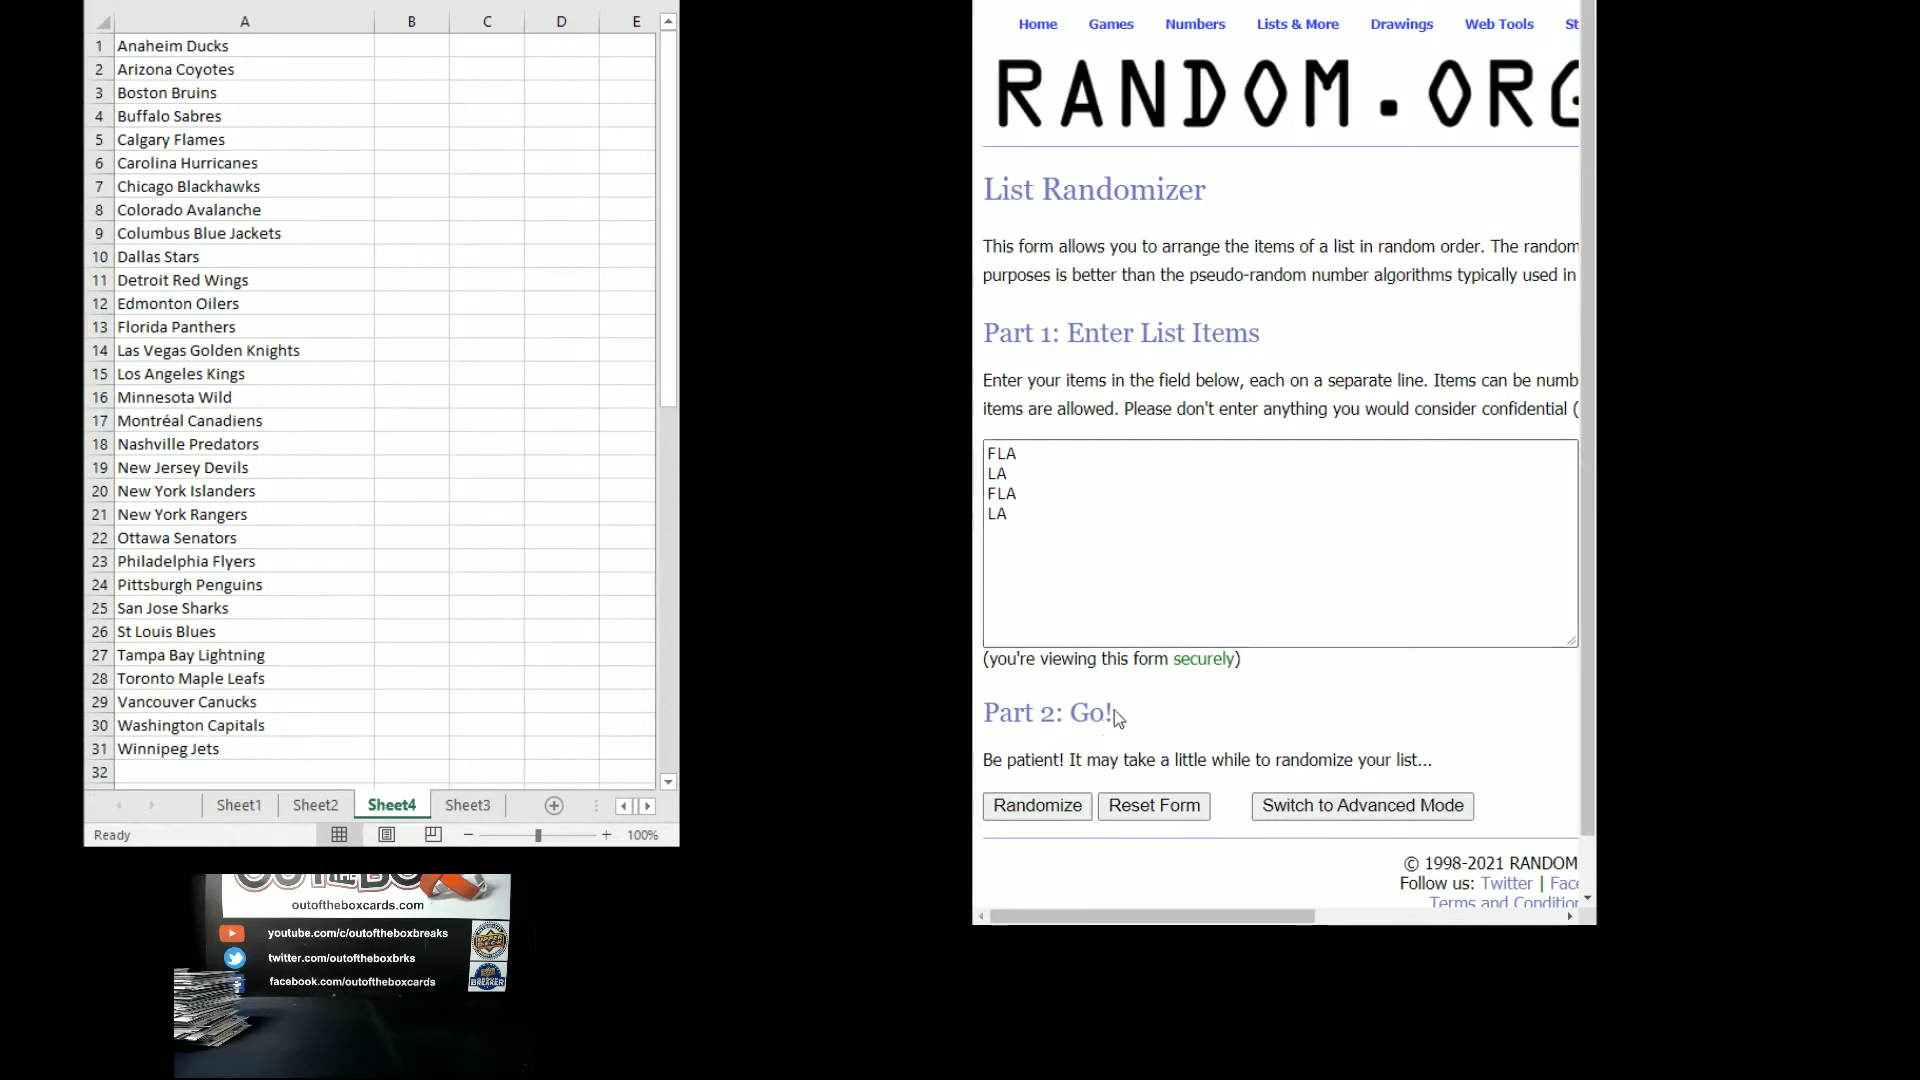 A B C D E
1 Anaheim Ducks
2 Arizona Coyotes
3 Boston Bruins
4 Buffalo Sabres
5 Calgary Flames
6 Carolina Hurricanes
7 Chicago Blackhawks
8 Colorado Avalanche
9 Columbus Blue Jackets
10 Dallas Stars
11 Detroit Red Wings
12 Edmonton Oilers
13 Florida Panthers
14 Las Vegas Golden Knights
15 Los Angeles Kings
16 Minnesota Wild
17 Montréal Canadiens
18 Nashville Predators
19 New Jersey Devils
20 New York Islanders
21 New York Rangers
22 Ottawa Senators
23 Philadelphia Flyers
24 Pittsburgh Penguins
25 San Jose Sharks
26 St Louis Blues
27 Tampa Bay Lightning
28 Toronto Maple Leafs
29 Vancouver Canucks
30 Washington Capitals
31 Winnipeg Jets
32
Sheet1 Sheet2 Sheet4 Sheet3
Ready 100%
outoftheboxcards.com
youtube.com/c/outoftheboxbreaks
twitter.com/outoftheboxbrks
facebook.com/outoftheboxcards
Home Games Numbers Lists & More Drawings Web Tools St
RANDOM.ORG
List Randomizer
This form allows you to arrange the items of a list in random order. The random
purposes is better than the pseudo-random number algorithms typically used in
Part 1: Enter List Items
Enter your items in the field below, each on a separate line. Items can be numb
items are allowed. Please don't enter anything you would consider confidential (
FLA
LA
FLA
LA
(you're viewing this form securely)
Part 2: Go!
Be patient! It may take a little while to randomize your list...
Randomize Reset Form Switch to Advanced Mode
© 1998-2021 RANDOM
Follow us: Twitter | Face
Terms and Condition